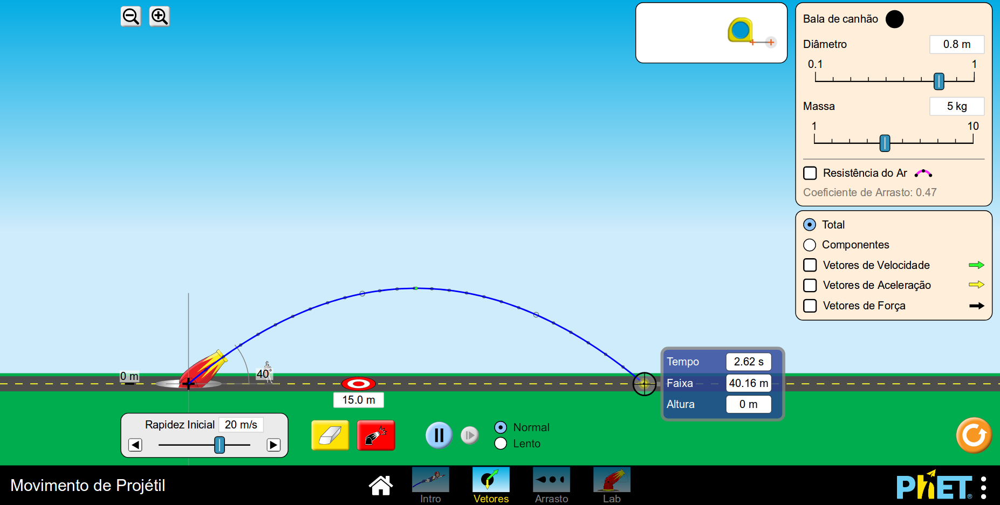 Bala de canhão
Diâmetro 0.8 m
0.1 1
Massa 5 kg
1 10
Resistência do Ar
Coeficiente de Arrasto: 0.47
Total
Componentes
Vetores de Velocidade
Vetores de Aceleração
Vetores de Força
0 m
40°
15.0 m
Tempo 2.62 s
Faixa 40.16 m
Altura 0 m
Rapidez Inicial 20 m/s
Normal
Lento
Movimento de Projétil
Intro
Vetores
Arrasto
Lab
PhET®